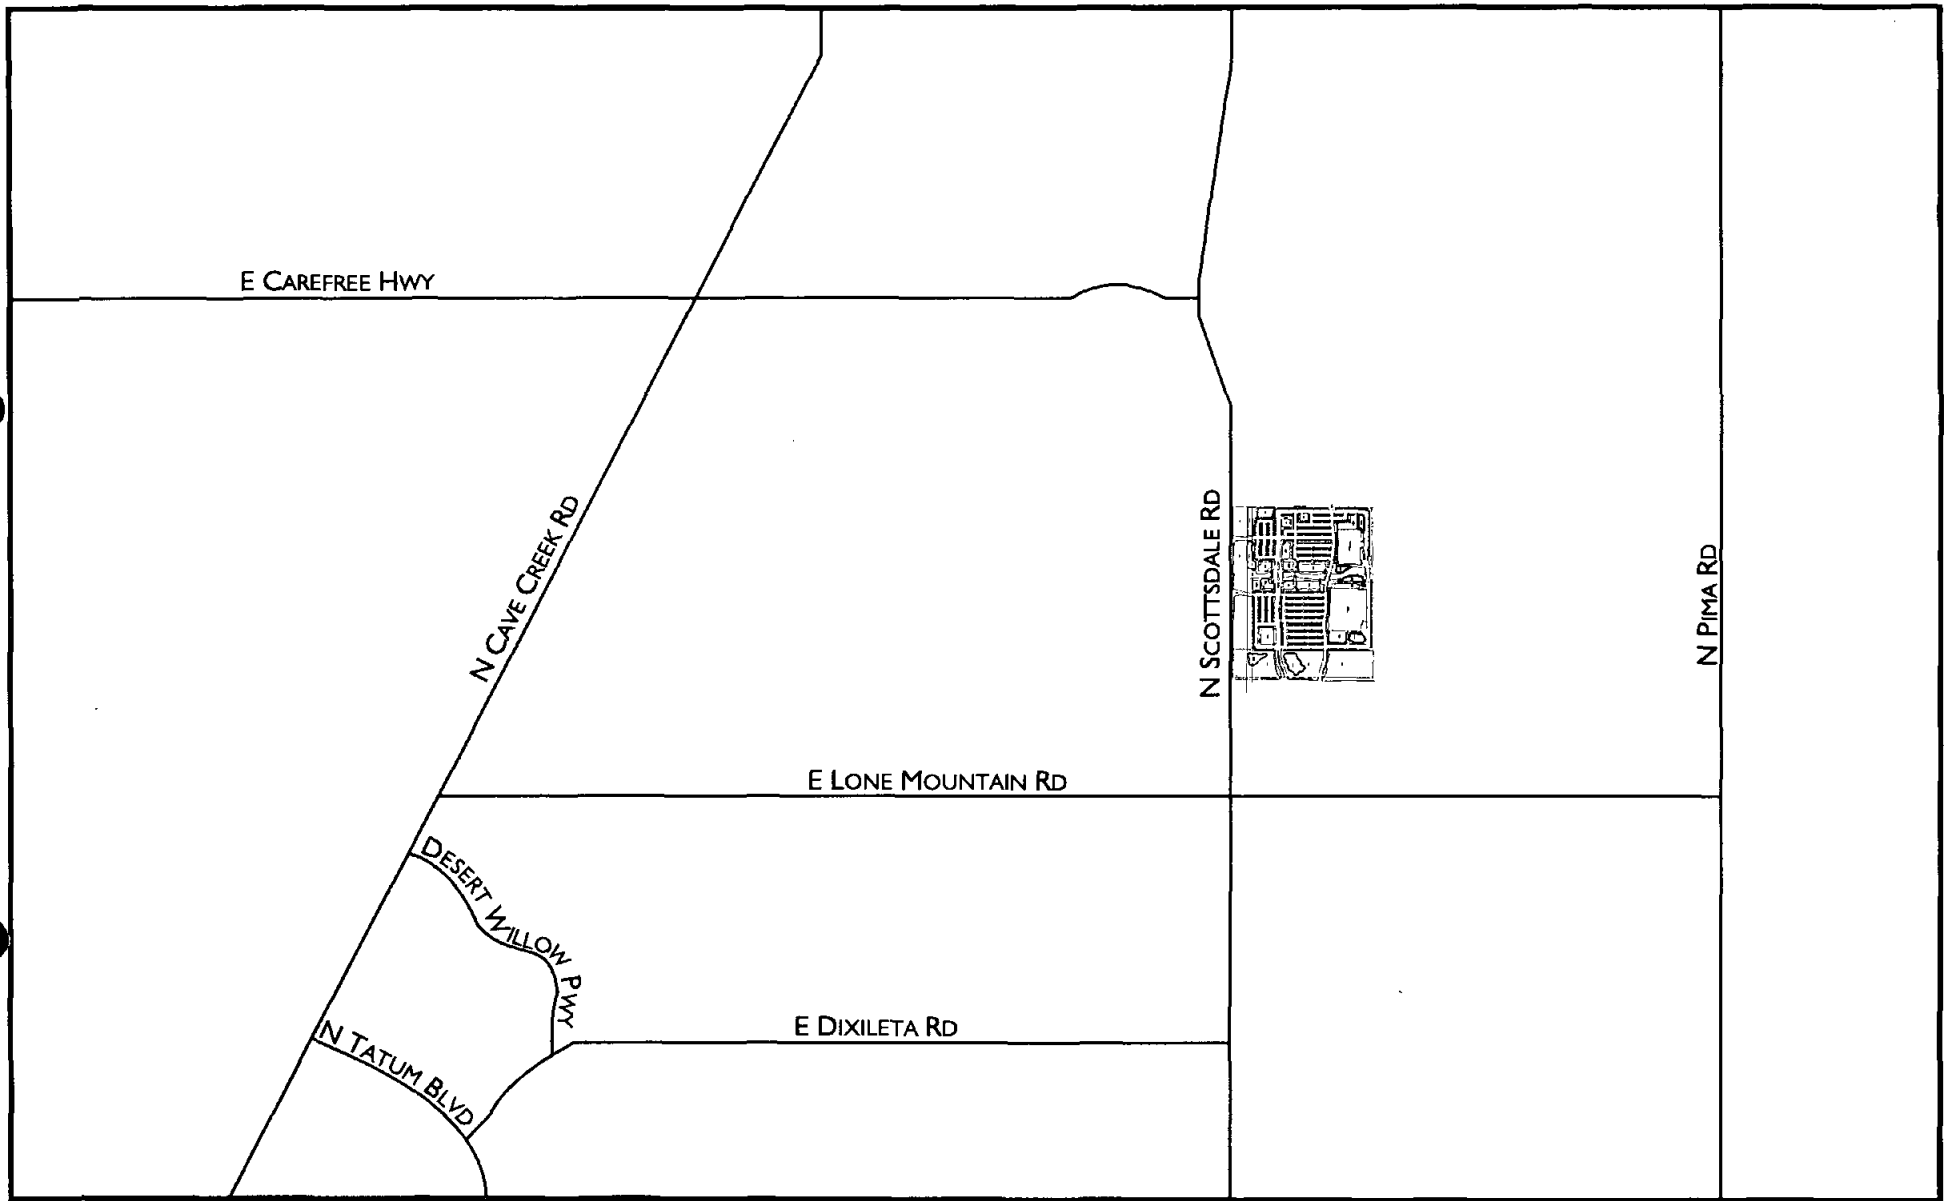 E CAREFREE HWY
N CAVE CREEK RD
N SCOTTSDALE RD
N PIMA RD
E LONE MOUNTAIN RD
DESERT WILLOW PWY
E DIXILETA RD
N TATUM BLVD